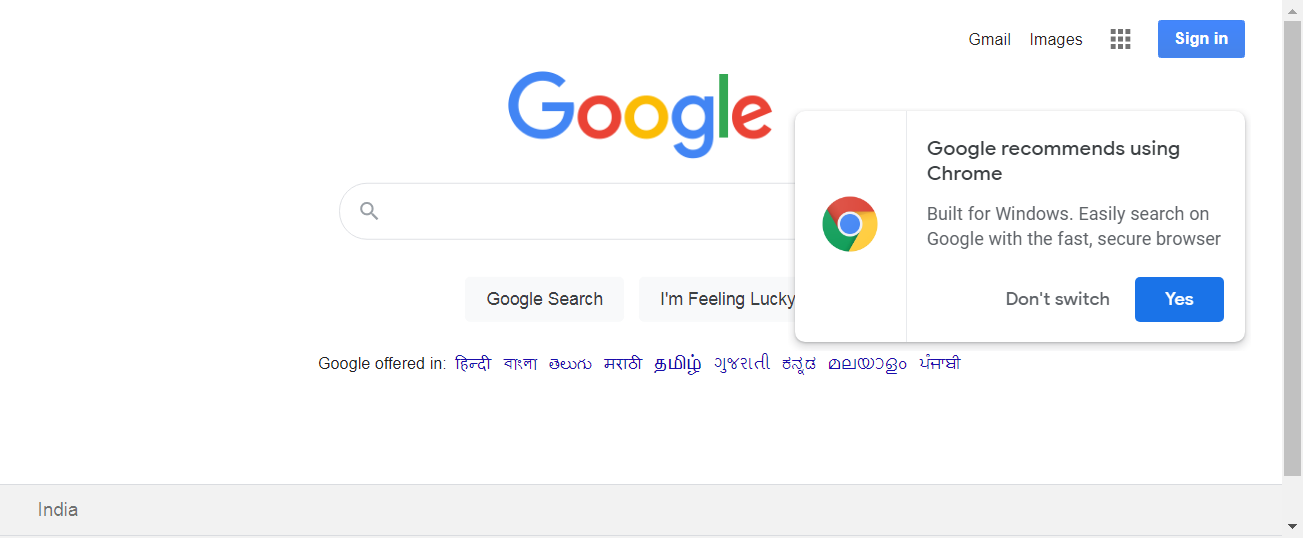 Gmail Images Sign in
Google
Google recommends using
Chrome
Built for Windows. Easily search on
Google with the fast, secure browser
Don't switch Yes
Google Search I'm Feeling Lucky
Google offered in: हिन्दी বাংলা తెలుగు मराठी தமிழ் ગુજરાતી ಕನ್ನಡ മലയാളം ਪੰਜਾਬੀ
India